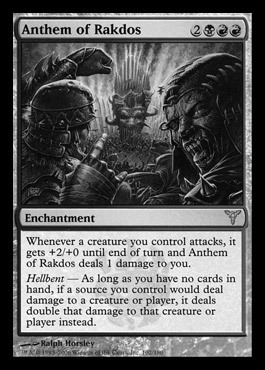 Anthem of Rakdos 2
Enchantment
Whenever a creature you control attacks, it
gets +2/+0 until end of turn and Anthem
of Rakdos deals 1 damage to you.
Hellbent — As long as you have no cards in
hand, if a source you control would deal
damage to a creature or player, it deals
double that damage to that creature or
player instead.
Ralph Horsley